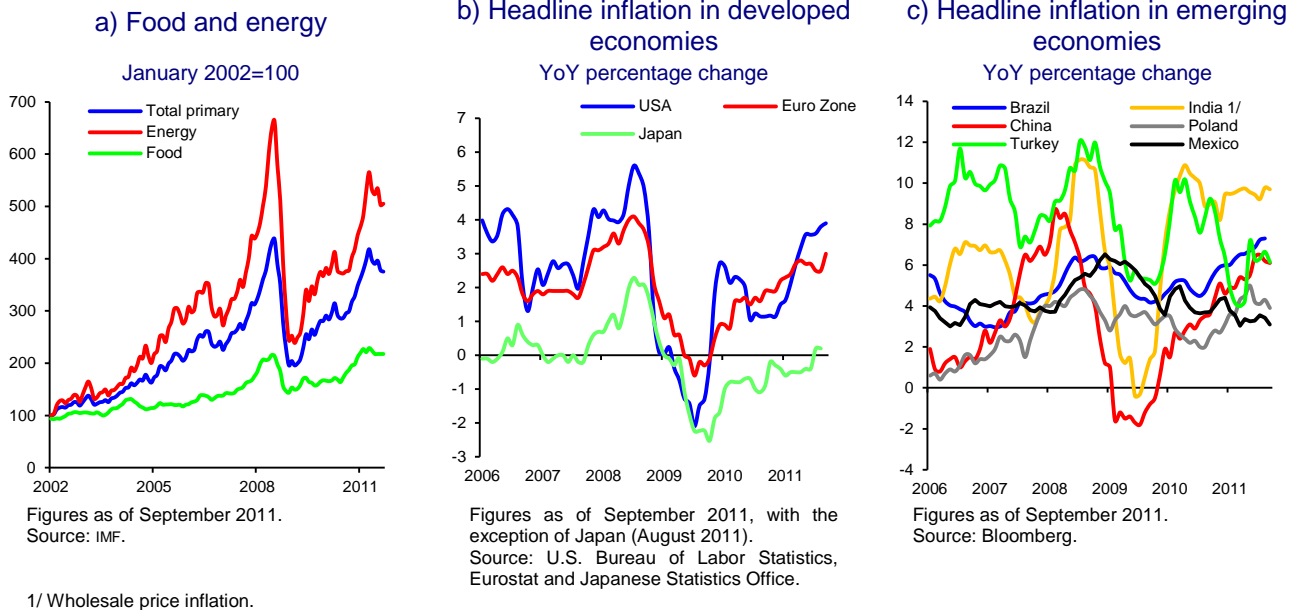 a) Food and energy
January 2002=100
700
600
500
400
300
200
100
0
Total primary
Energy
Food
2002
2005
2008
2011
Figures as of September 2011.
Source: IMF.
b) Headline inflation in developed
economies
YoY percentage change
USA
Euro Zone
Japan
7
6
5
4
3
2
1
0
-1
-2
-3
2006
2007
2008
2009
2010
2011
Figures as of September 2011, with the
exception of Japan (August 2011).
Source: U.S. Bureau of Labor Statistics,
Eurostat and Japanese Statistics Office.
c) Headline inflation in emerging
economies
YoY percentage change
14
12
10
8
6
4
2
0
-2
-4
Brazil
India 1/
China
Poland
Turkey
Mexico
2006
2007
2008
2009
2010
2011
Figures as of September 2011.
Source: Bloomberg.
1/ Wholesale price inflation.